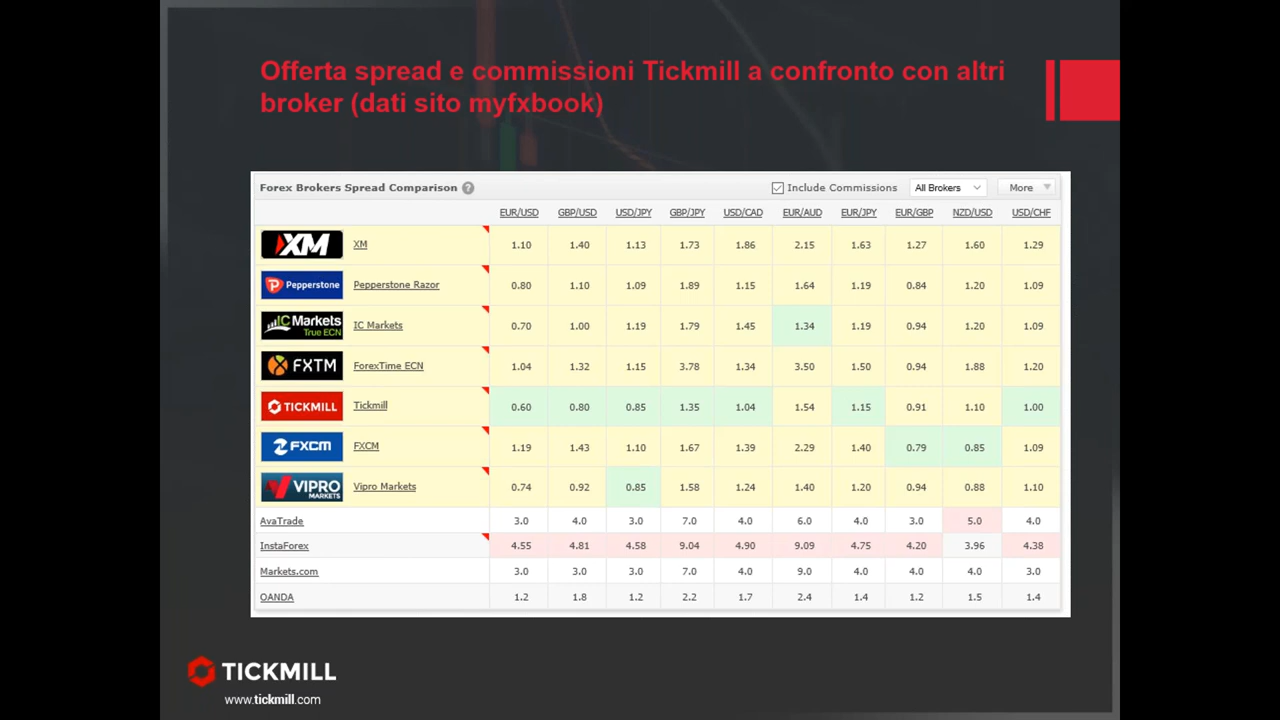 Offerta spread e commissioni Tickmill a confronto con altri
broker (dati sito myfxbook)
Forex Brokers Spread Comparison ? Include Commissions All Brokers More
EUR/USD GBP/USD USD/JPY GBP/JPY USD/CAD EUR/AUD EUR/JPY EUR/GBP NZD/USD USD/CHF
XM XM 1.10 1.40 1.13 1.73 1.86 2.15 1.63 1.27 1.60 1.29
Pepperstone Pepperstone Razor 0.80 1.10 1.09 1.89 1.15 1.64 1.19 0.84 1.20 1.09
IC Markets True ECN IC Markets 0.70 1.00 1.19 1.79 1.45 1.34 1.19 0.94 1.20 1.09
FXTM ForexTime ECN 1.04 1.32 1.15 3.78 1.34 3.50 1.50 0.94 1.88 1.20
TICKMILL Tickmill 0.60 0.80 0.85 1.35 1.04 1.54 1.15 0.91 1.10 1.00
FXCM FXCM 1.19 1.43 1.10 1.67 1.39 2.29 1.40 0.79 0.85 1.09
VIPRO MARKETS Vipro Markets 0.74 0.92 0.85 1.58 1.24 1.40 1.20 0.94 0.88 1.10
AvaTrade 3.0 4.0 3.0 7.0 4.0 6.0 4.0 3.0 5.0 4.0
InstaForex 4.55 4.81 4.58 9.04 4.90 9.09 4.75 4.20 3.96 4.38
Markets.com 3.0 3.0 3.0 7.0 4.0 9.0 4.0 4.0 4.0 3.0
OANDA 1.2 1.8 1.2 2.2 1.7 2.4 1.4 1.2 1.5 1.4
TICKMILL
www.tickmill.com